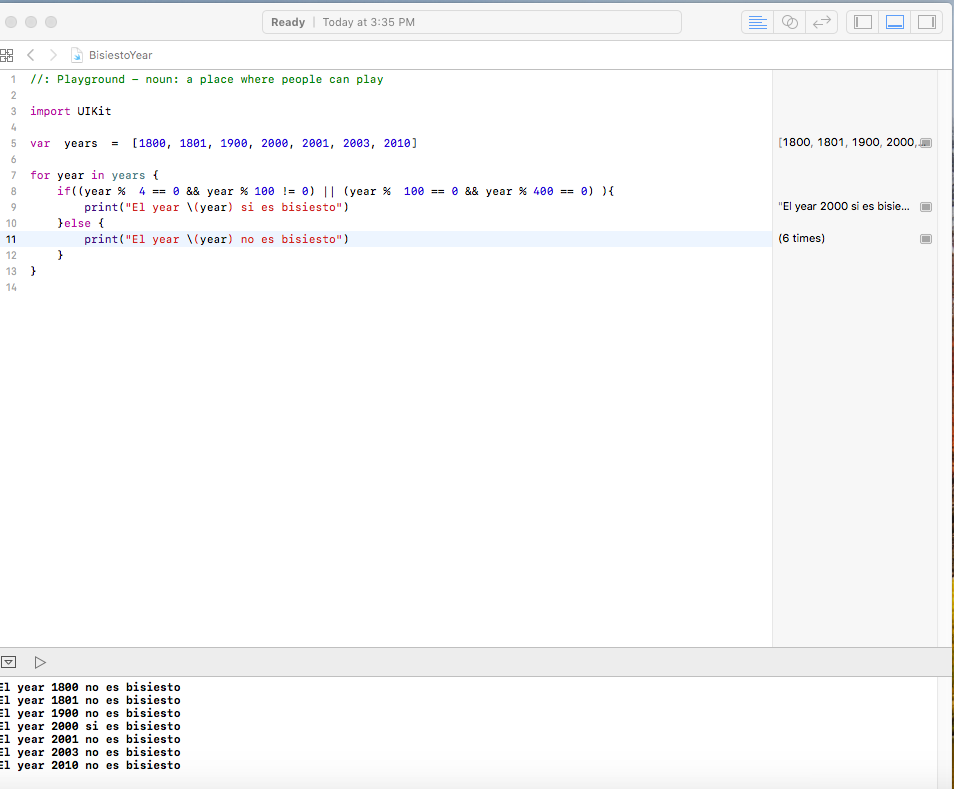 Ready | Today at 3:35 PM
BisiestoYear
1 //: Playground - noun: a place where people can play
2
3 import UIKit
4
5 var  years  =  [1800, 1801, 1900, 2000, 2001, 2003, 2010]
[1800, 1801, 1900, 2000,...
6
7 for year in years {
8     if((year %  4 == 0 && year % 100 != 0) || (year %  100 == 0 && year % 400 == 0) ){
9         print("El year \(year) si es bisiesto")
"El year 2000 si es bisie...
10     }else {
11         print("El year \(year) no es bisiesto")
(6 times)
12     }
13 }
14
El year 1800 no es bisiesto
El year 1801 no es bisiesto
El year 1900 no es bisiesto
El year 2000 si es bisiesto
El year 2001 no es bisiesto
El year 2003 no es bisiesto
El year 2010 no es bisiesto